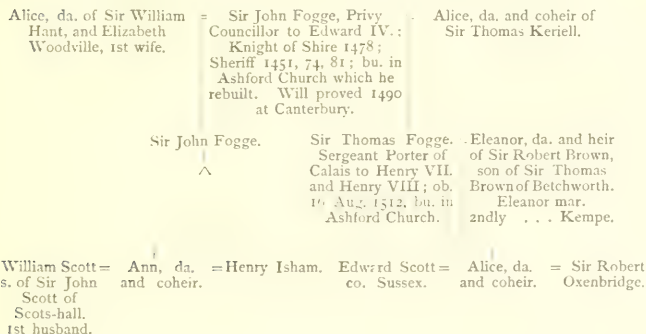 Alice, da. of Sir William
Hant, and Elizabeth
Woodville, 1st wife.
=
Sir John Fogge, Privy
Councillor to Edward IV.:
Knight of Shire 1478;
Sheriff 1451, 74, 81; bu. in
Ashford Church which he
rebuilt. Will proved 1490
at Canterbury.
Alice, da. and coheir of
Sir Thomas Keriell.
Sir John Fogge.
Sir Thomas Fogge.
Sergeant Porter of
Calais to Henry VII.
and Henry VIII; ob.
Aug. 1512, bu. in
Ashford Church.
Eleanor, da. and heir
of Sir Robert Brown,
son of Sir Thomas
Brown of Betchworth.
Eleanor mar.
2ndly . . . Kempe.
William Scott =
s. of Sir John
Scott of
Scots-hall.
1st husband.
Ann, da.
and coheir.
= Henry Isham.
Edward Scott =
co. Sussex.
Alice, da.
and coheir.
= Sir Robert
Oxenbridge.